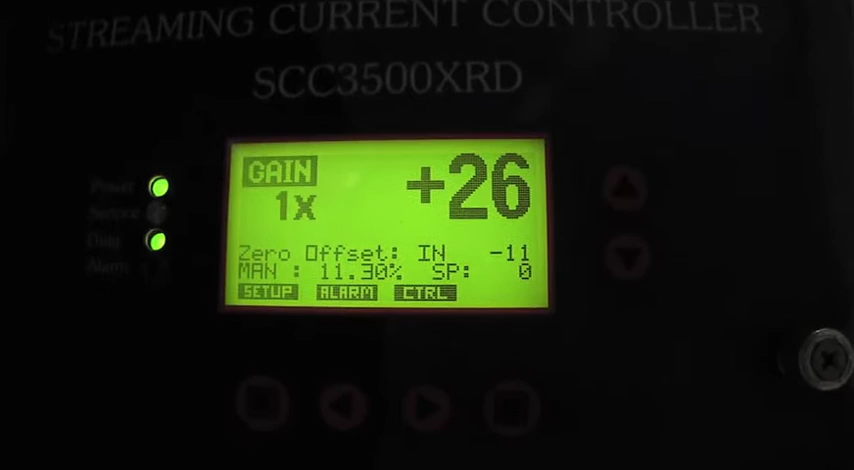 STREAMING CURRENT CONTROLLER
SCC3500XRD
GAIN
+26
1x
Power
Service
Data
Alarm
Zero Offset: IN -11
MAN : 11.30% SP: 0
SETUP ALARM CTRL